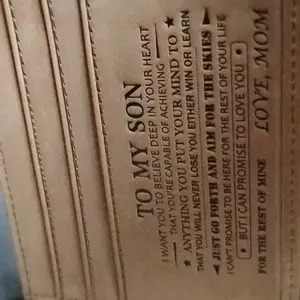 TO MY SON
I WANT YOU TO BELIEVE DEEP IN YOUR HEART
THAT YOU'RE CAPABLE OF ACHIEVING
ANYTHING YOU PUT YOUR MIND TO
THAT YOU WILL NEVER LOSE YOU EITHER WIN OR LEARN
JUST GO FORTH AND AIM FOR THE SKIES
I CAN'T PROMISE TO BE HERE FOR THE REST OF YOUR LIFE
BUT I CAN PROMISE TO LOVE YOU
FOR THE REST OF MINE
LOVE, MOM